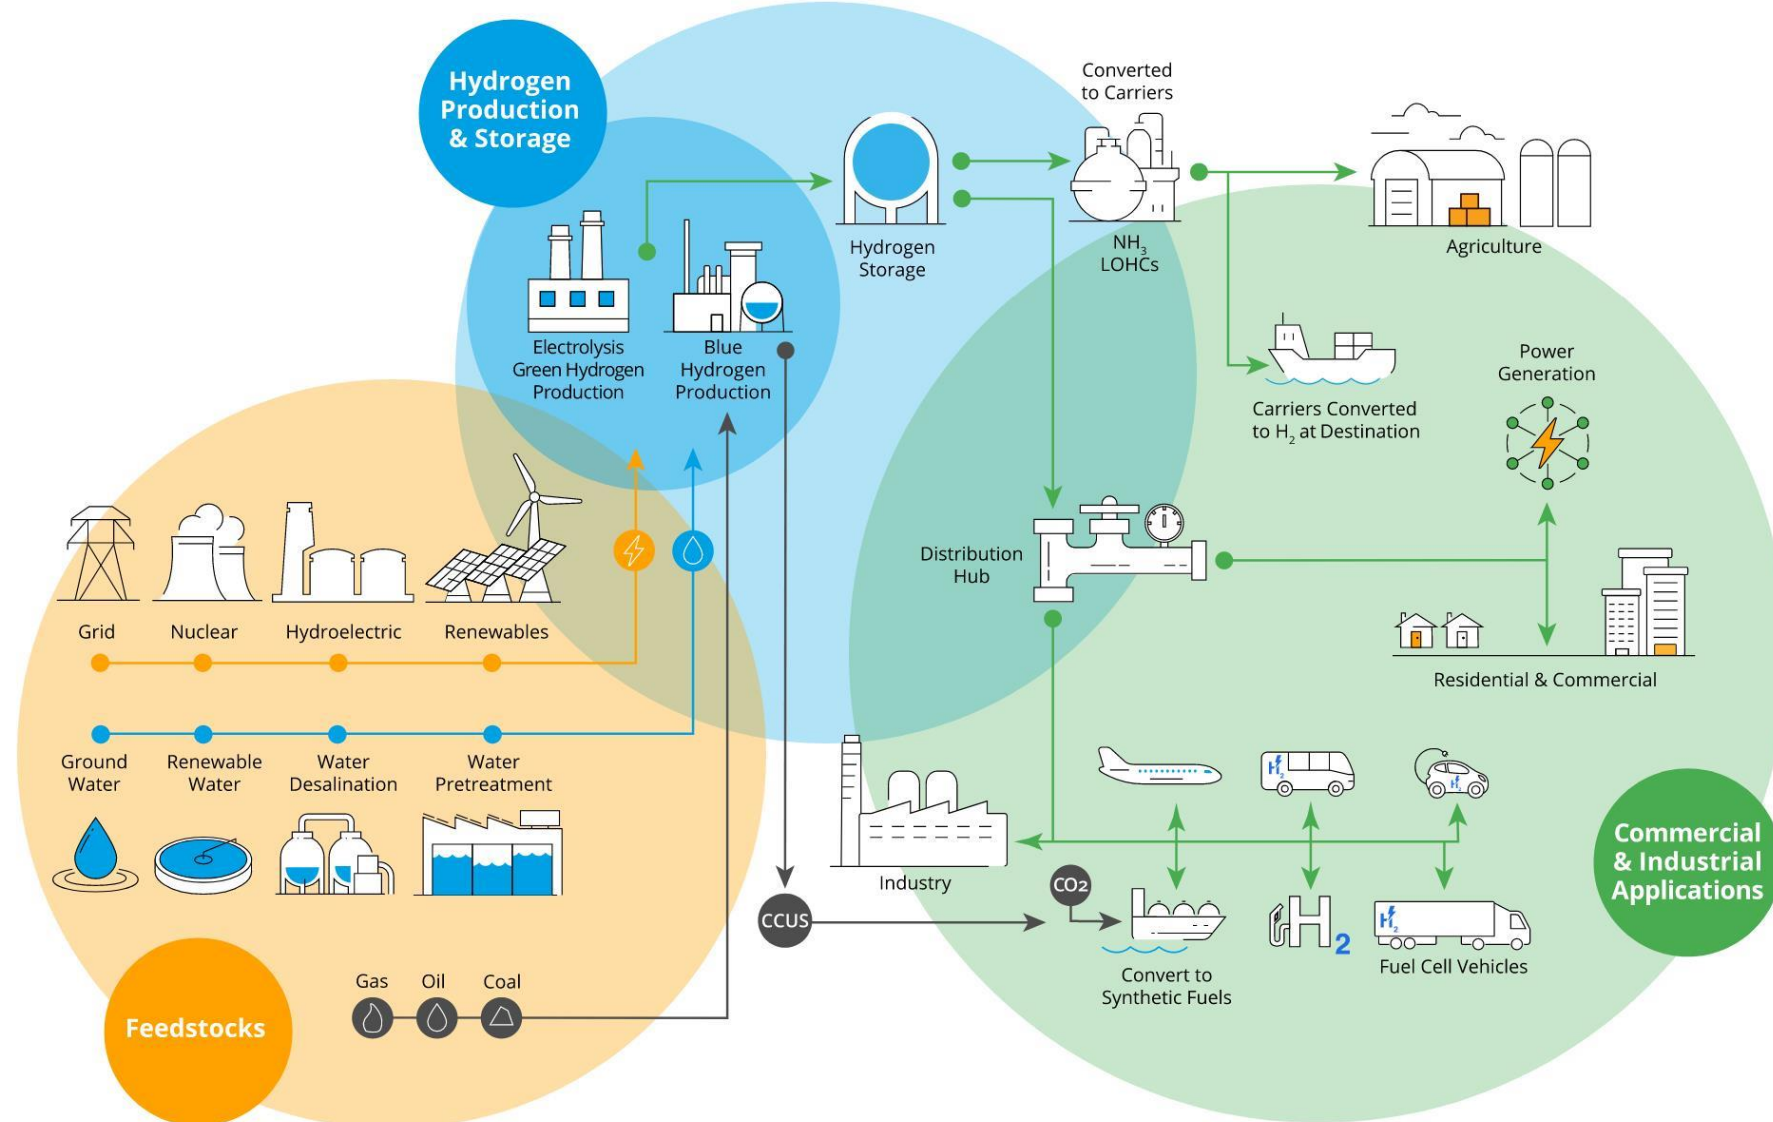 Hydrogen
Production
& Storage
Converted
to Carriers
NH3
LOHCs
Hydrogen
Storage
Agriculture
Electrolysis
Green Hydrogen
Production
Blue
Hydrogen
Production
Carriers Converted
to H2 at Destination
Power
Generation
Distribution
Hub
Grid
Nuclear
Hydroelectric
Renewables
Residential & Commercial
Ground
Water
Renewable
Water
Water
Desalination
Water
Pretreatment
H2
H2
Industry
CO2
CCUS
H2
H2
Convert to
Synthetic Fuels
Fuel Cell Vehicles
Commercial
& Industrial
Applications
Gas
Oil
Coal
Feedstocks